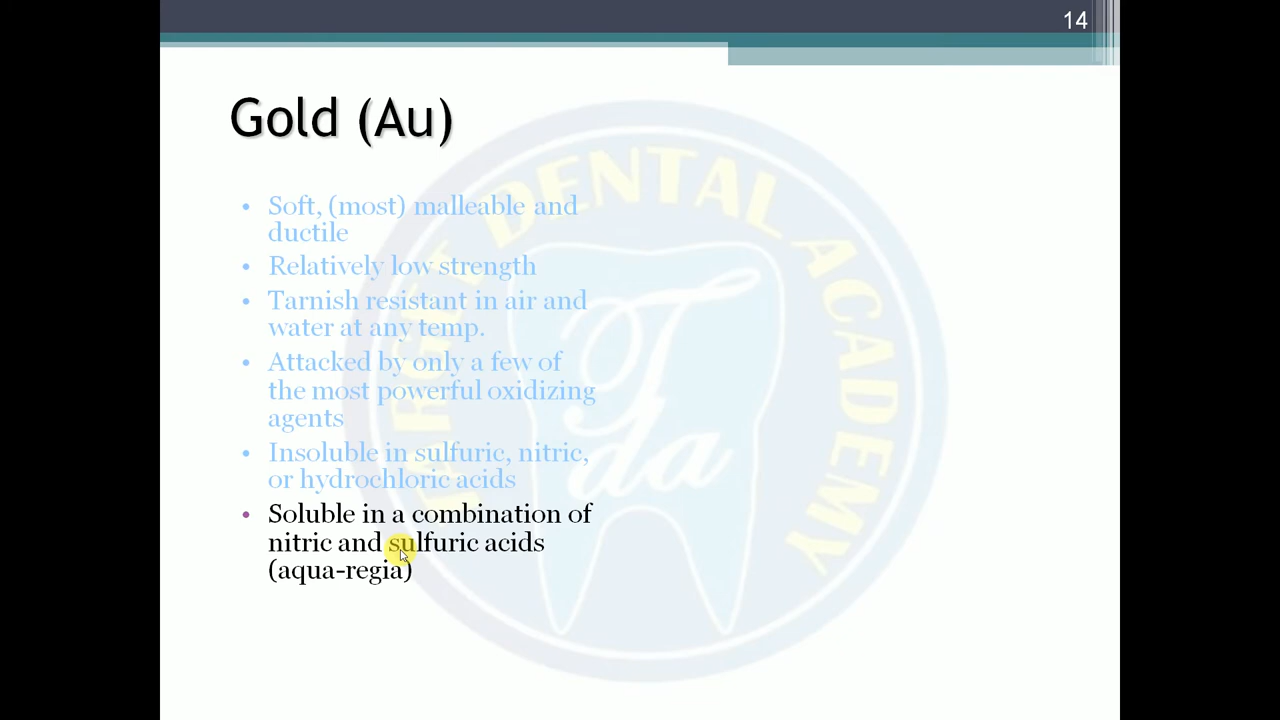 14
Gold (Au)
• Soft, (most) malleable and
ductile
• Relatively low strength
• Tarnish resistant in air and
water at any temp.
• Attacked by only a few of
the most powerful oxidizing
agents
• Insoluble in sulfuric, nitric,
or hydrochloric acids
• Soluble in a combination of
nitric and sulfuric acids
(aqua-regia)
TARGET DENTAL ACADEMY
Tda